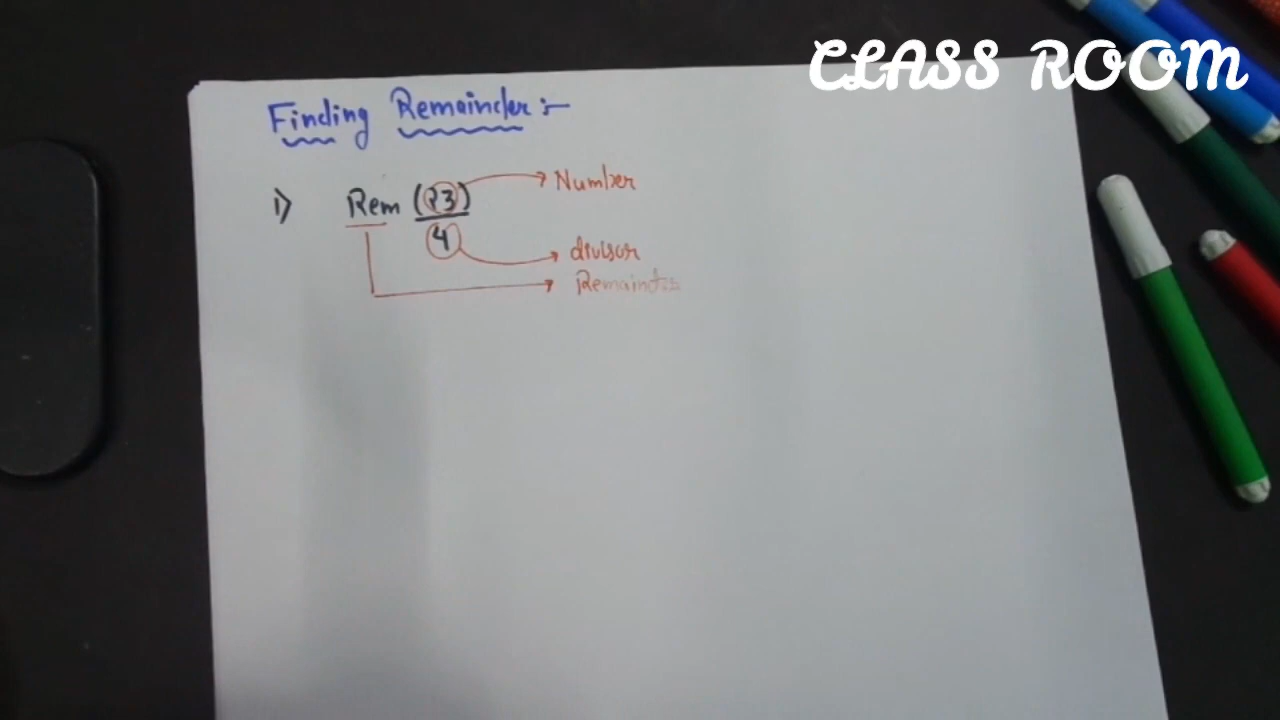 CLASS ROOM
Finding Remainder :-
1) Rem (23) → Number
4 → divisor
→ Remainder